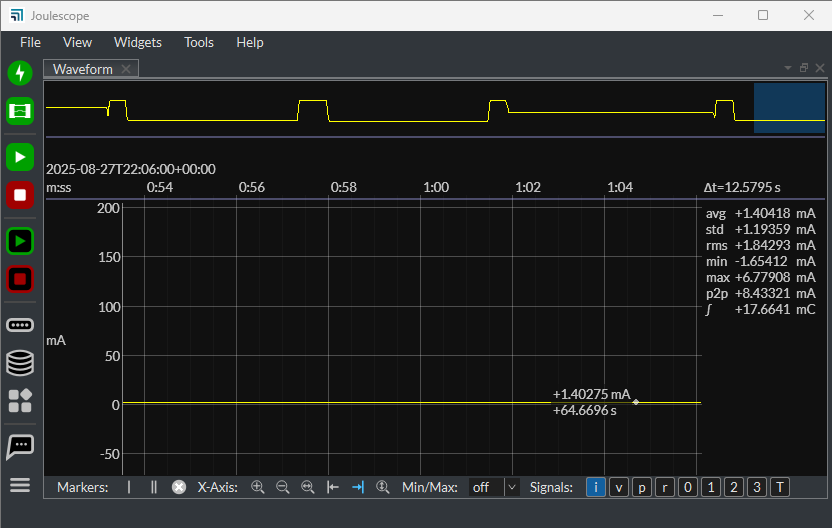 Joulescope
File View Widgets Tools Help
Waveform
2025-08-27T22:06:00+00:00
m:ss 0:54 0:56 0:58 1:00 1:02 1:04 Δt=12.5795 s
200
150
100
mA
50
0
-50
avg +1.40418 mA
std +1.19359 mA
rms +1.84293 mA
min -1.65412 mA
max +6.77908 mA
p2p +8.43321 mA
∫ +17.6641 mC
+1.40275 mA
+64.6696 s
Markers: X-Axis: Min/Max: off Signals: i v p r 0 1 2 3 T